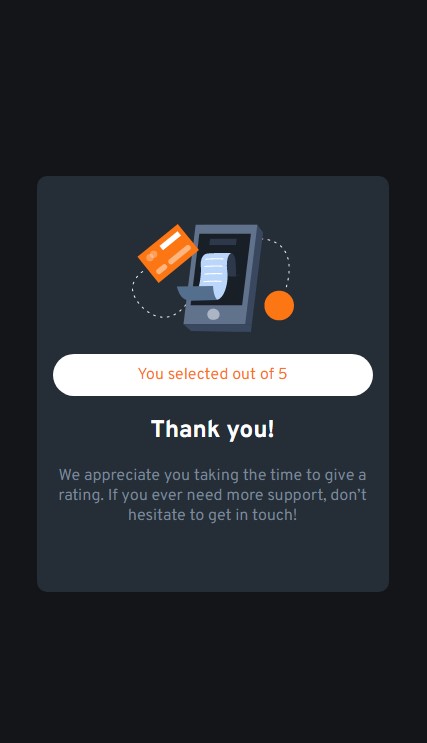 You selected out of 5
Thank you!
We appreciate you taking the time to give a
rating. If you ever need more support, don’t
hesitate to get in touch!